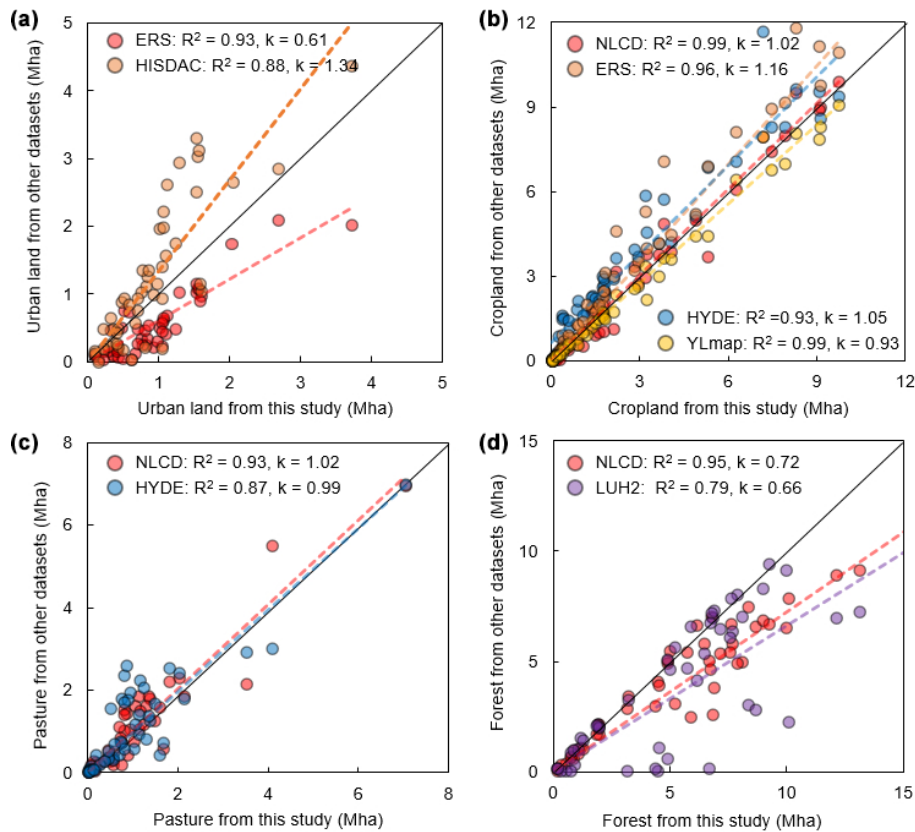 (a)
ERS: R² = 0.93, k = 0.61
HISDAC: R² = 0.88, k = 1.34
Urban land from other datasets (Mha)
5
4
3
2
1
0
0 1 2 3 4 5
Urban land from this study (Mha)
(b)
NLCD: R² = 0.99, k = 1.02
ERS: R² = 0.96, k = 1.16
HYDE: R² =0.93, k = 1.05
YLmap: R² = 0.99, k = 0.93
Cropland from other datasets (Mha)
12
9
6
3
0
0 3 6 9 12
Cropland from this study (Mha)
(c)
NLCD: R² = 0.93, k = 1.02
HYDE: R² = 0.87, k = 0.99
Pasture from other datasets (Mha)
8
6
4
2
0
0 2 4 6 8
Pasture from this study (Mha)
(d)
NLCD: R² = 0.95, k = 0.72
LUH2: R² = 0.79, k = 0.66
Forest from other datasets (Mha)
15
10
5
0
0 5 10 15
Forest from this study (Mha)